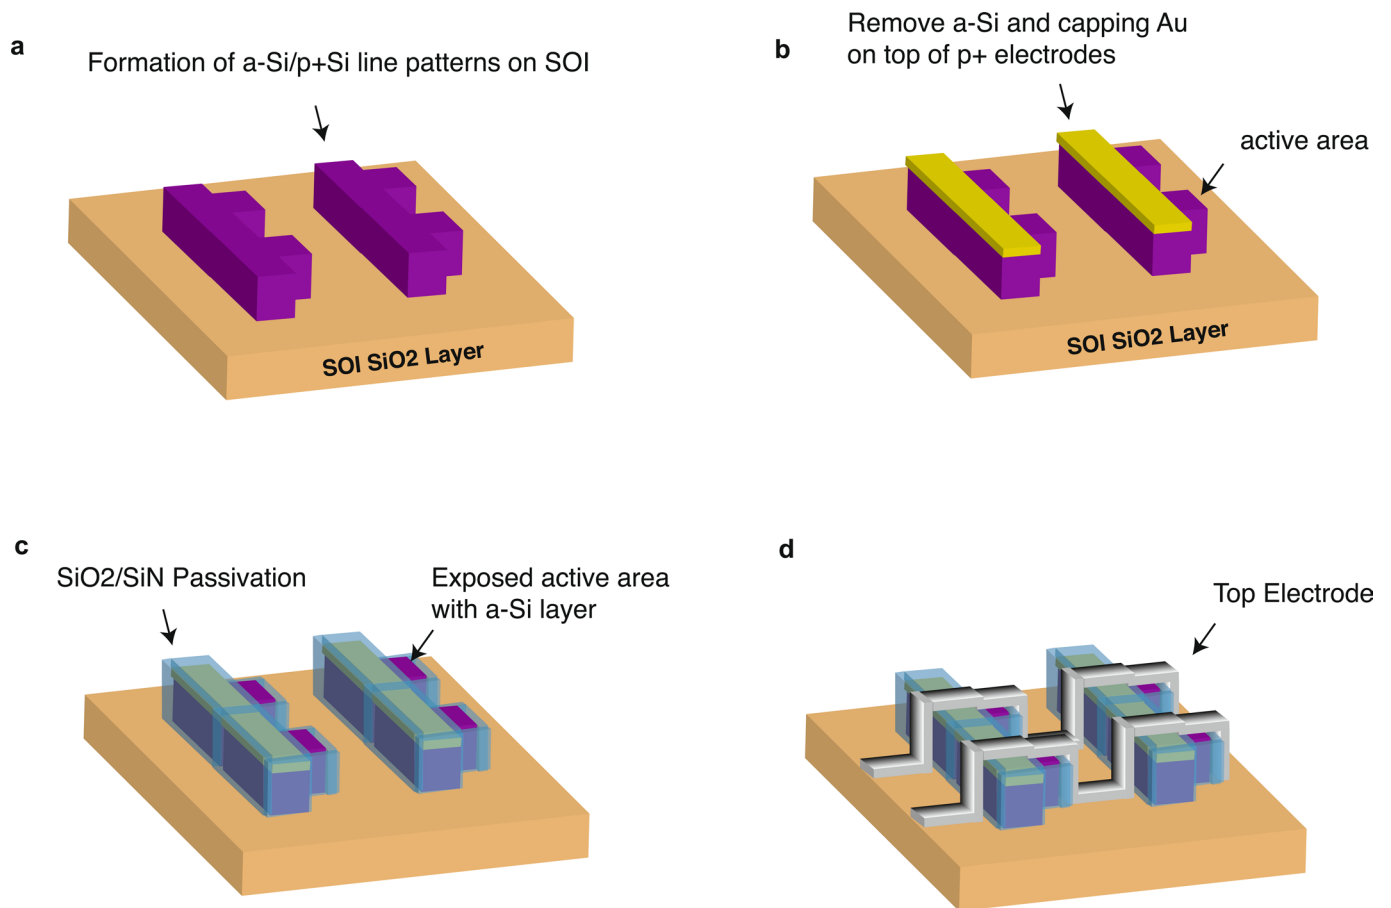 a
Formation of a-Si/p+Si line patterns on SOI
SOI SiO2 Layer
b
Remove a-Si and capping Au
on top of p+ electrodes
active area
SOI SiO2 Layer
c
SiO2/SiN Passivation
Exposed active area
with a-Si layer
d
Top Electrode